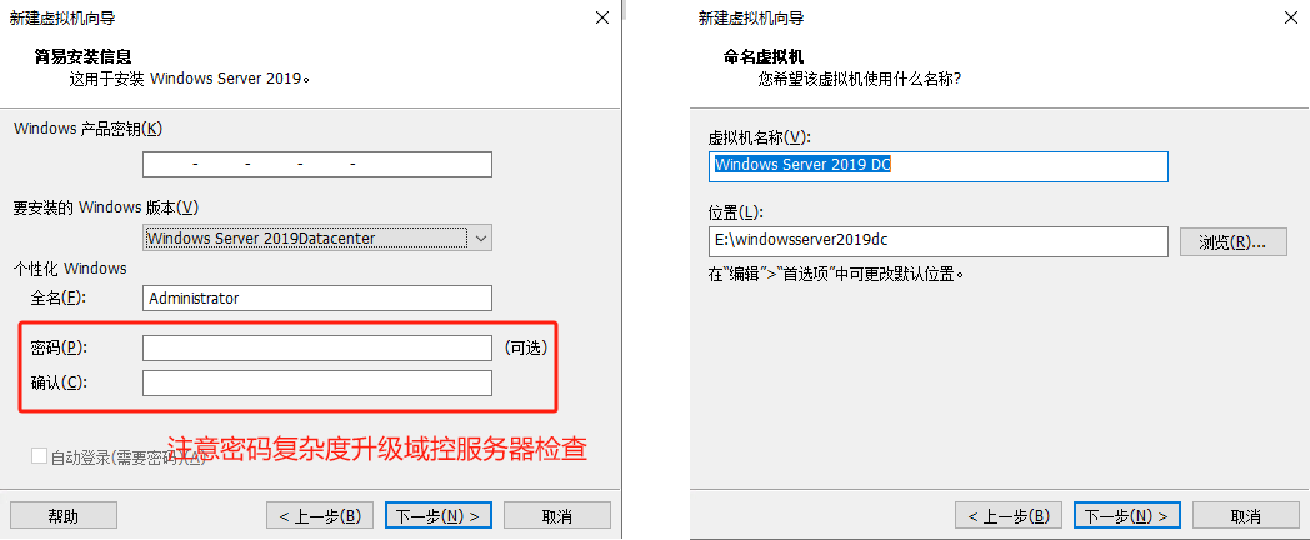 新建虚拟机向导
简易安装信息
这用于安装 Windows Server 2019。
Windows 产品密钥(K)
- - - -
要安装的 Windows 版本(V)
Windows Server 2019Datacenter
个性化 Windows
全名(F):
Administrator
密码(P):
(可选)
确认(C):
注意密码复杂度升级域控服务器检查
自动登录(需要密码)(A)
帮助
< 上一步(B)
下一步(N) >
取消
新建虚拟机向导
命名虚拟机
您希望该虚拟机使用什么名称?
虚拟机名称(V):
Windows Server 2019 DC
位置(L):
E:\windowsserver2019dc
浏览(R)...
在"编辑">"首选项"中可更改默认位置。
< 上一步(B)
下一步(N) >
取消